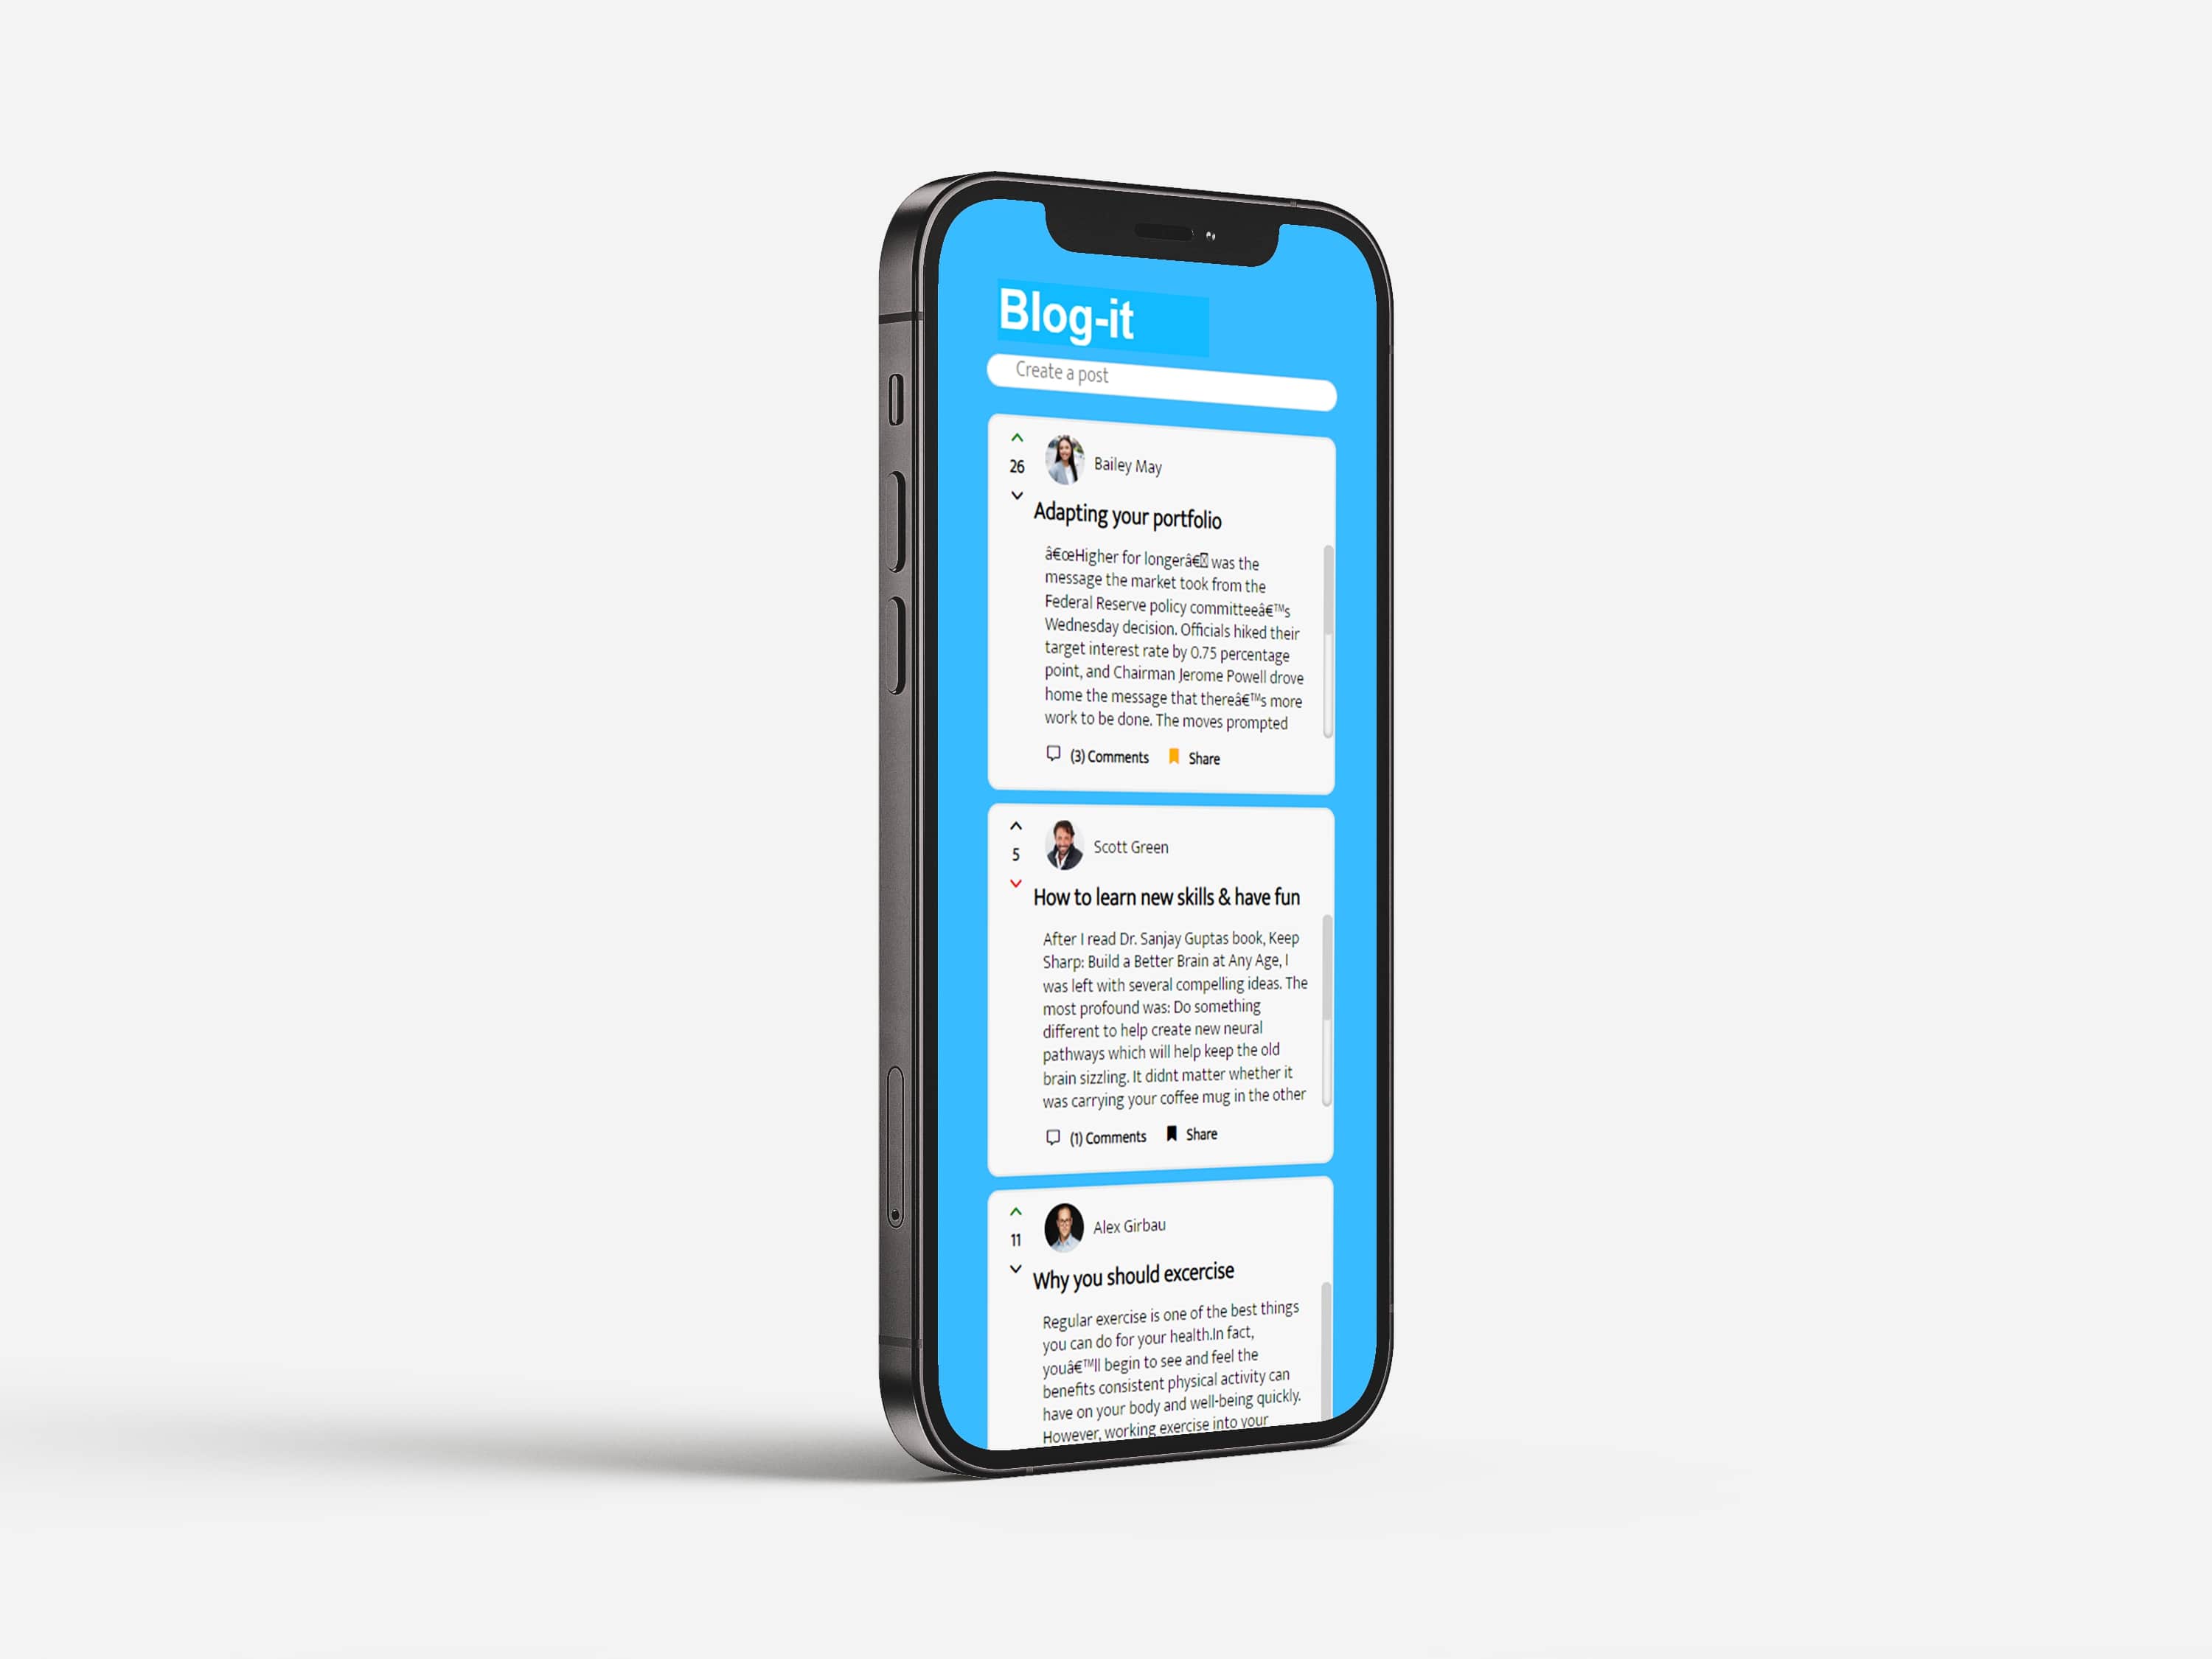 Blog-it
Create a post
26
Bailey May
Adapting your portfolio
â€œHigher for longerâ€� was the
message the market took from the
Federal Reserve policy committeeâ€™s
Wednesday decision. Officials hiked their
target interest rate by 0.75 percentage
point, and Chairman Jerome Powell drove
home the message that thereâ€™s more
work to be done. The moves prompted
(3) Comments Share
5
Scott Green
How to learn new skills & have fun
After I read Dr. Sanjay Guptas book, Keep
Sharp: Build a Better Brain at Any Age, I
was left with several compelling ideas. The
most profound was: Do something
different to help create new neural
pathways which will help keep the old
brain sizzling. It didnt matter whether it
was carrying your coffee mug in the other
(1) Comments Share
11
Alex Girbau
Why you should excercise
Regular exercise is one of the best things
you can do for your health.In fact,
youâ€™ll begin to see and feel the
benefits consistent physical activity can
have on your body and well-being quickly.
However, working exercise into your